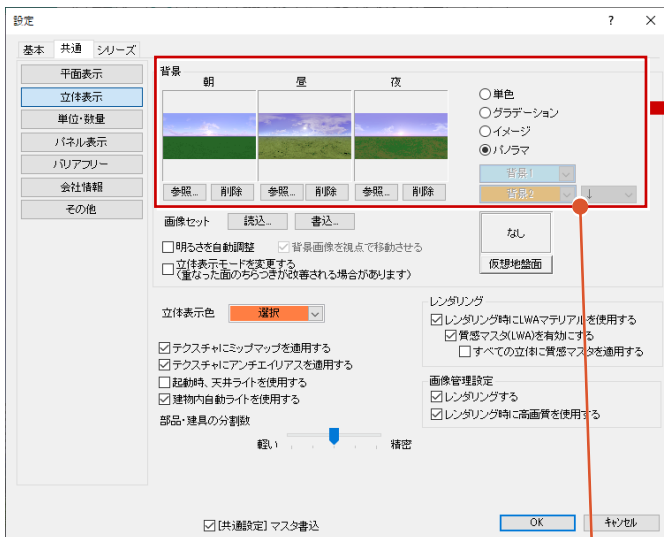 設定 ? ×
基本 共通 シリーズ
平面表示
立体表示
単位・数量
パネル表示
バリアフリー
会社情報
その他
背景
朝 昼 夜
参照... 削除 参照... 削除 参照... 削除
単色
グラデーション
イメージ
パノラマ
背景1
背景2 ↓
画像セット 読込... 書込...
明るさを自動調整 背景画像を視点で移動させる
立体表示モードを変更する
(重なった面のちらつきが改善される場合があります)
なし
仮想地盤面
立体表示色 選択
テクスチャにミップマップを適用する
テクスチャにアンチエイリアスを適用する
起動時、天井ライトを使用する
建物内自動ライトを使用する
部品・建具の分割数
軽い 精密
レンダリング
レンダリング時にLWAマテリアルを使用する
質感マスタ(LWA)を有効にする
すべての立体に質感マスタを適用する
画像管理設定
レンダリングする
レンダリング時に高画質を使用する
[共通設定] マスタ書込
OK キャンセル